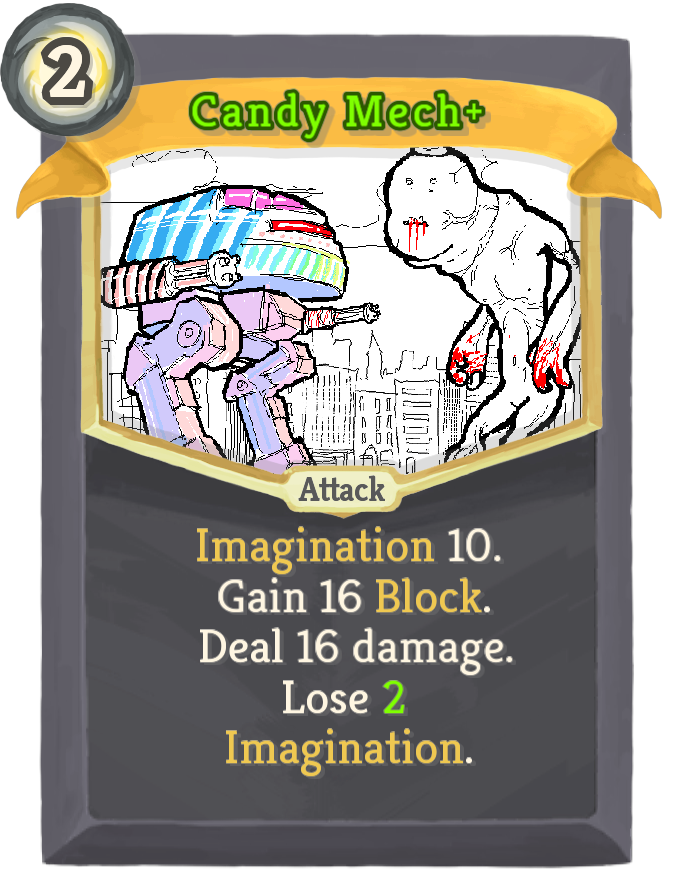 2
Candy Mech+
Attack
Imagination 10.
Gain 16 Block.
Deal 16 damage.
Lose 2
Imagination.